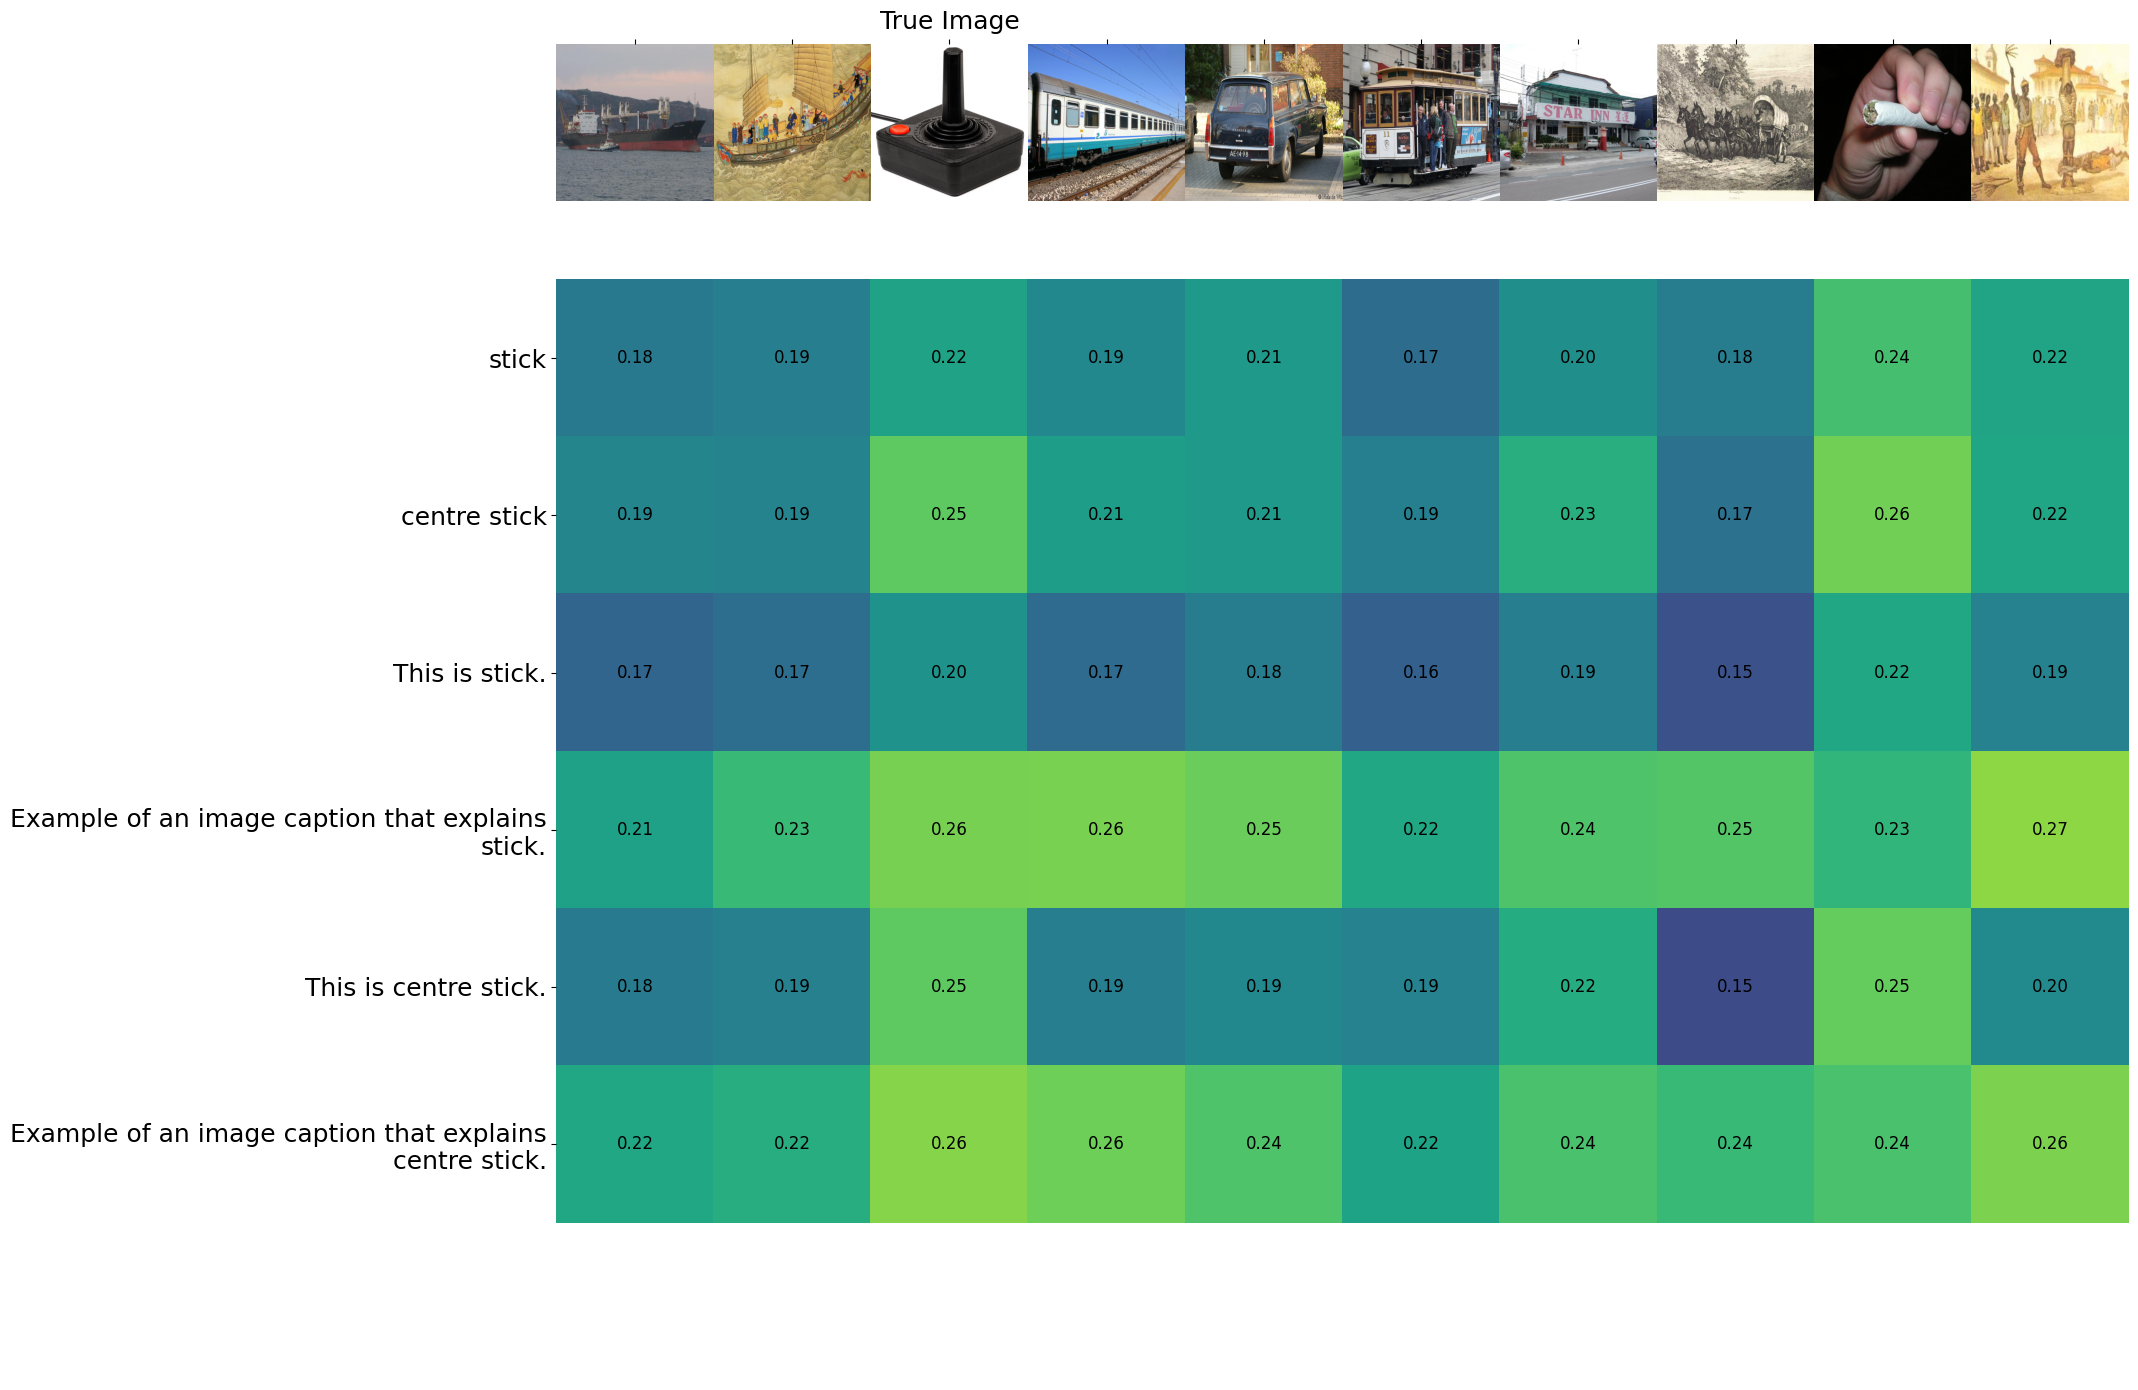 True Image
STAR INN
stick
0.18 0.19 0.22 0.19 0.21 0.17 0.20 0.18 0.24 0.22
centre stick
0.19 0.19 0.25 0.21 0.21 0.19 0.23 0.17 0.26 0.22
This is stick.
0.17 0.17 0.20 0.17 0.18 0.16 0.19 0.15 0.22 0.19
Example of an image caption that explains
stick.
0.21 0.23 0.26 0.26 0.25 0.22 0.24 0.25 0.23 0.27
This is centre stick.
0.18 0.19 0.25 0.19 0.19 0.19 0.22 0.15 0.25 0.20
Example of an image caption that explains
centre stick.
0.22 0.22 0.26 0.26 0.24 0.22 0.24 0.24 0.24 0.26